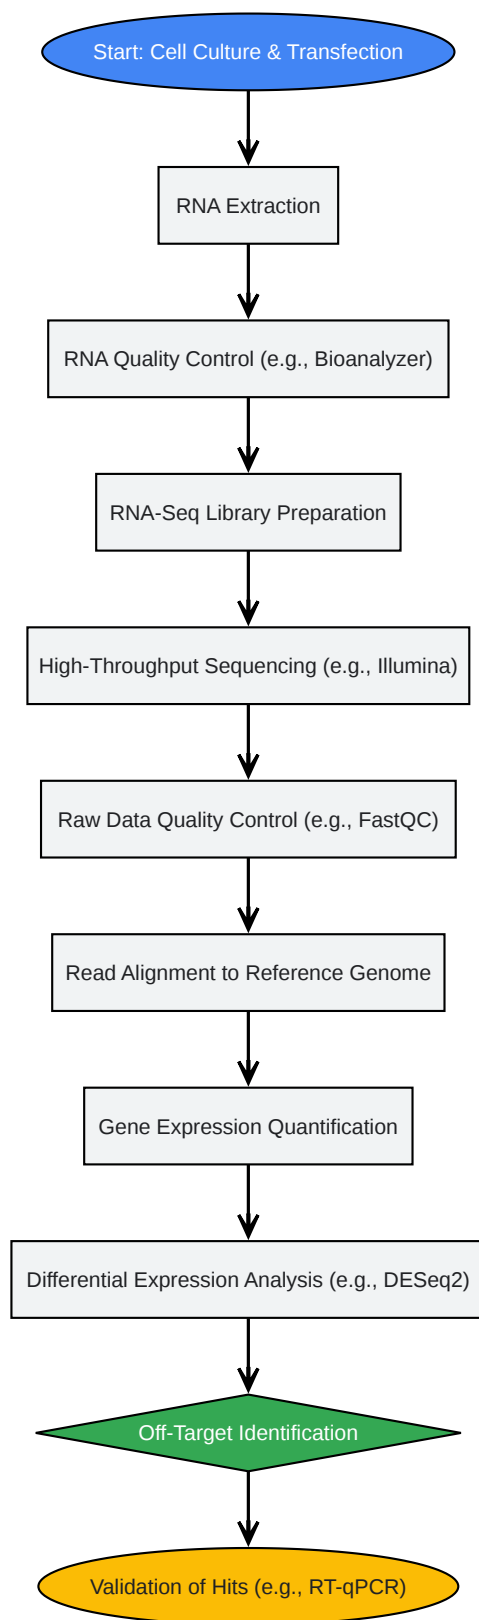 Start: Cell Culture & Transfection
RNA Extraction
RNA Quality Control (e.g., Bioanalyzer)
RNA-Seq Library Preparation
High-Throughput Sequencing (e.g., Illumina)
Raw Data Quality Control (e.g., FastQC)
Read Alignment to Reference Genome
Gene Expression Quantification
Differential Expression Analysis (e.g., DESeq2)
Off-Target Identification
Validation of Hits (e.g., RT-qPCR)